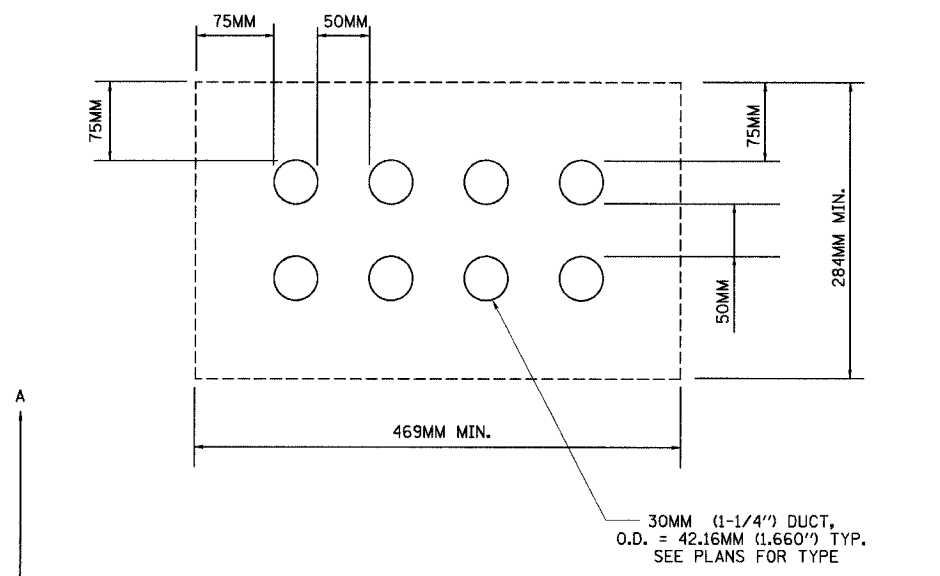 75MM
50MM
75MM
75MM
284MM MIN.
50MM
A
469MM MIN.
30MM (1-1/4") DUCT,
O.D. = 42.16MM (1.660") TYP.
SEE PLANS FOR TYPE